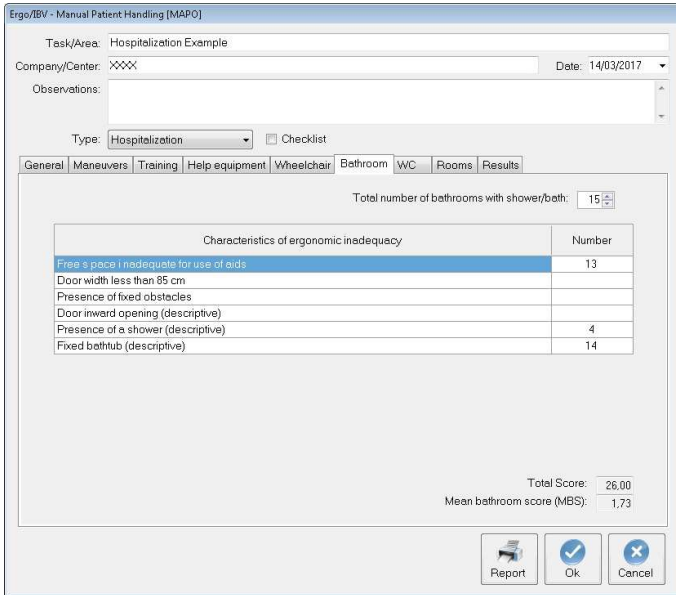 Ergo/IBV - Manual Patient Handling [MAPO]
Task/Area: Hospitalization Example
Company/Center: XXXX Date: 14/03/2017
Observations:
Type: Hospitalization Checklist
General Maneuvers Training Help equipment Wheelchair Bathroom WC Rooms Results
Total number of bathrooms with shower/bath: 15
Characteristics of ergonomic inadequacy Number
Free s pace i nadequate for use of aids 13
Door width less than 85 cm
Presence of fixed obstacles
Door inward opening (descriptive)
Presence of a shower (descriptive) 4
Fixed bathtub (descriptive) 14
Total Score: 26,00
Mean bathroom score (MBS): 1,73
Report Ok Cancel